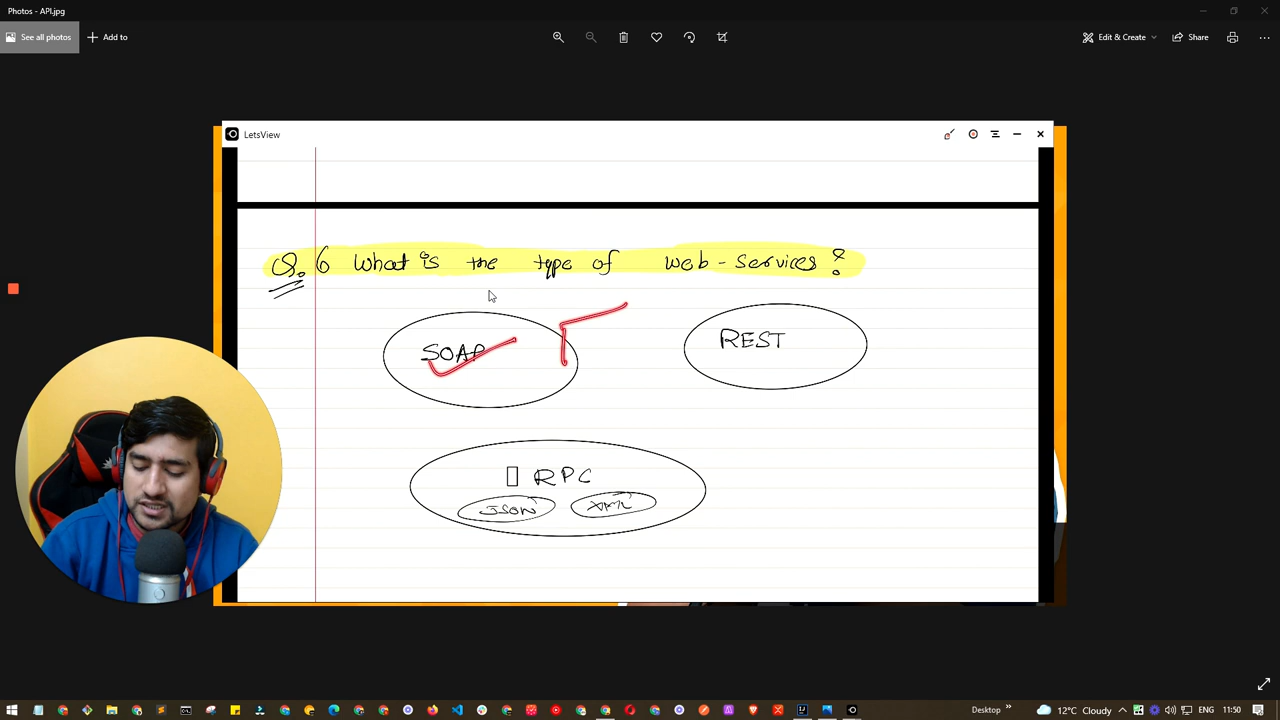 Photos - API.jpg
See all photos
Add to
Edit & Create
Share
LetsView
Q. 6 What is the type of web-services?
SOAP
REST
RPC
JSON XML
Desktop
12°C Cloudy
ENG
11:50